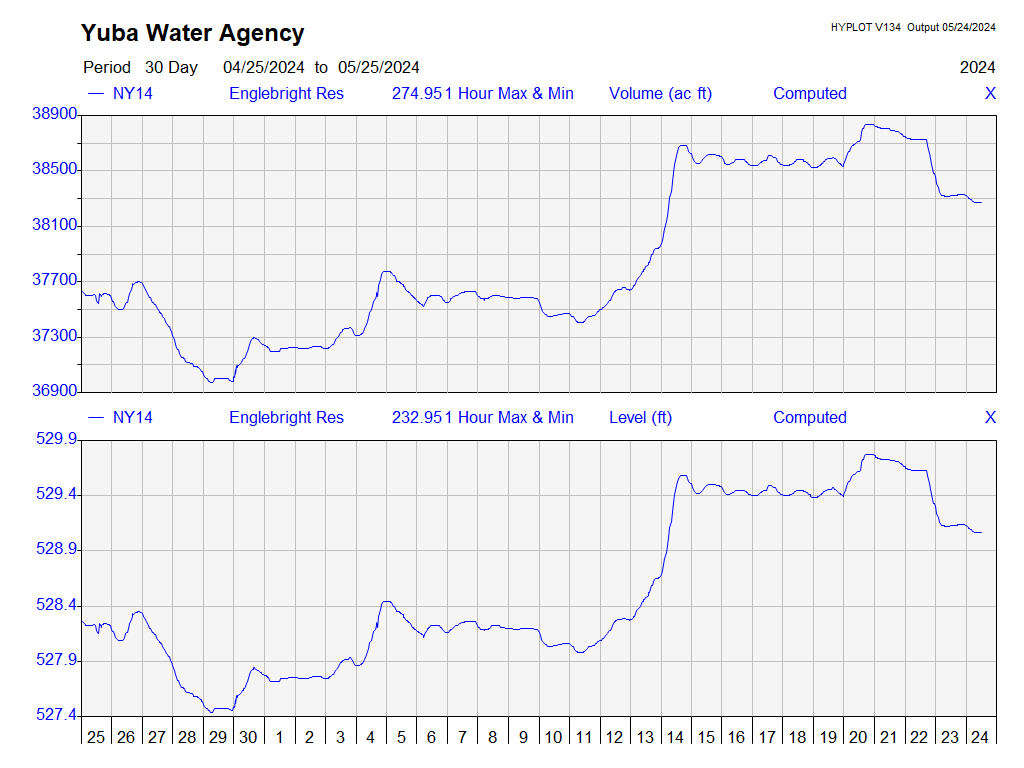 Yuba Water Agency
HYPLOT V134 Output 05/24/2024
Period 30 Day 04/25/2024 to 05/25/2024 2024
NY14 Englebright Res 274.951 Hour Max & Min Volume (ac ft) Computed X
38900
38500
38100
37700
37300
36900
NY14 Englebright Res 232.951 Hour Max & Min Level (ft) Computed X
529.9
529.4
528.9
528.4
527.9
527.4
25 26 27 28 29 30 1 2 3 4 5 6 7 8 9 10 11 12 13 14 15 16 17 18 19 20 21 22 23 24